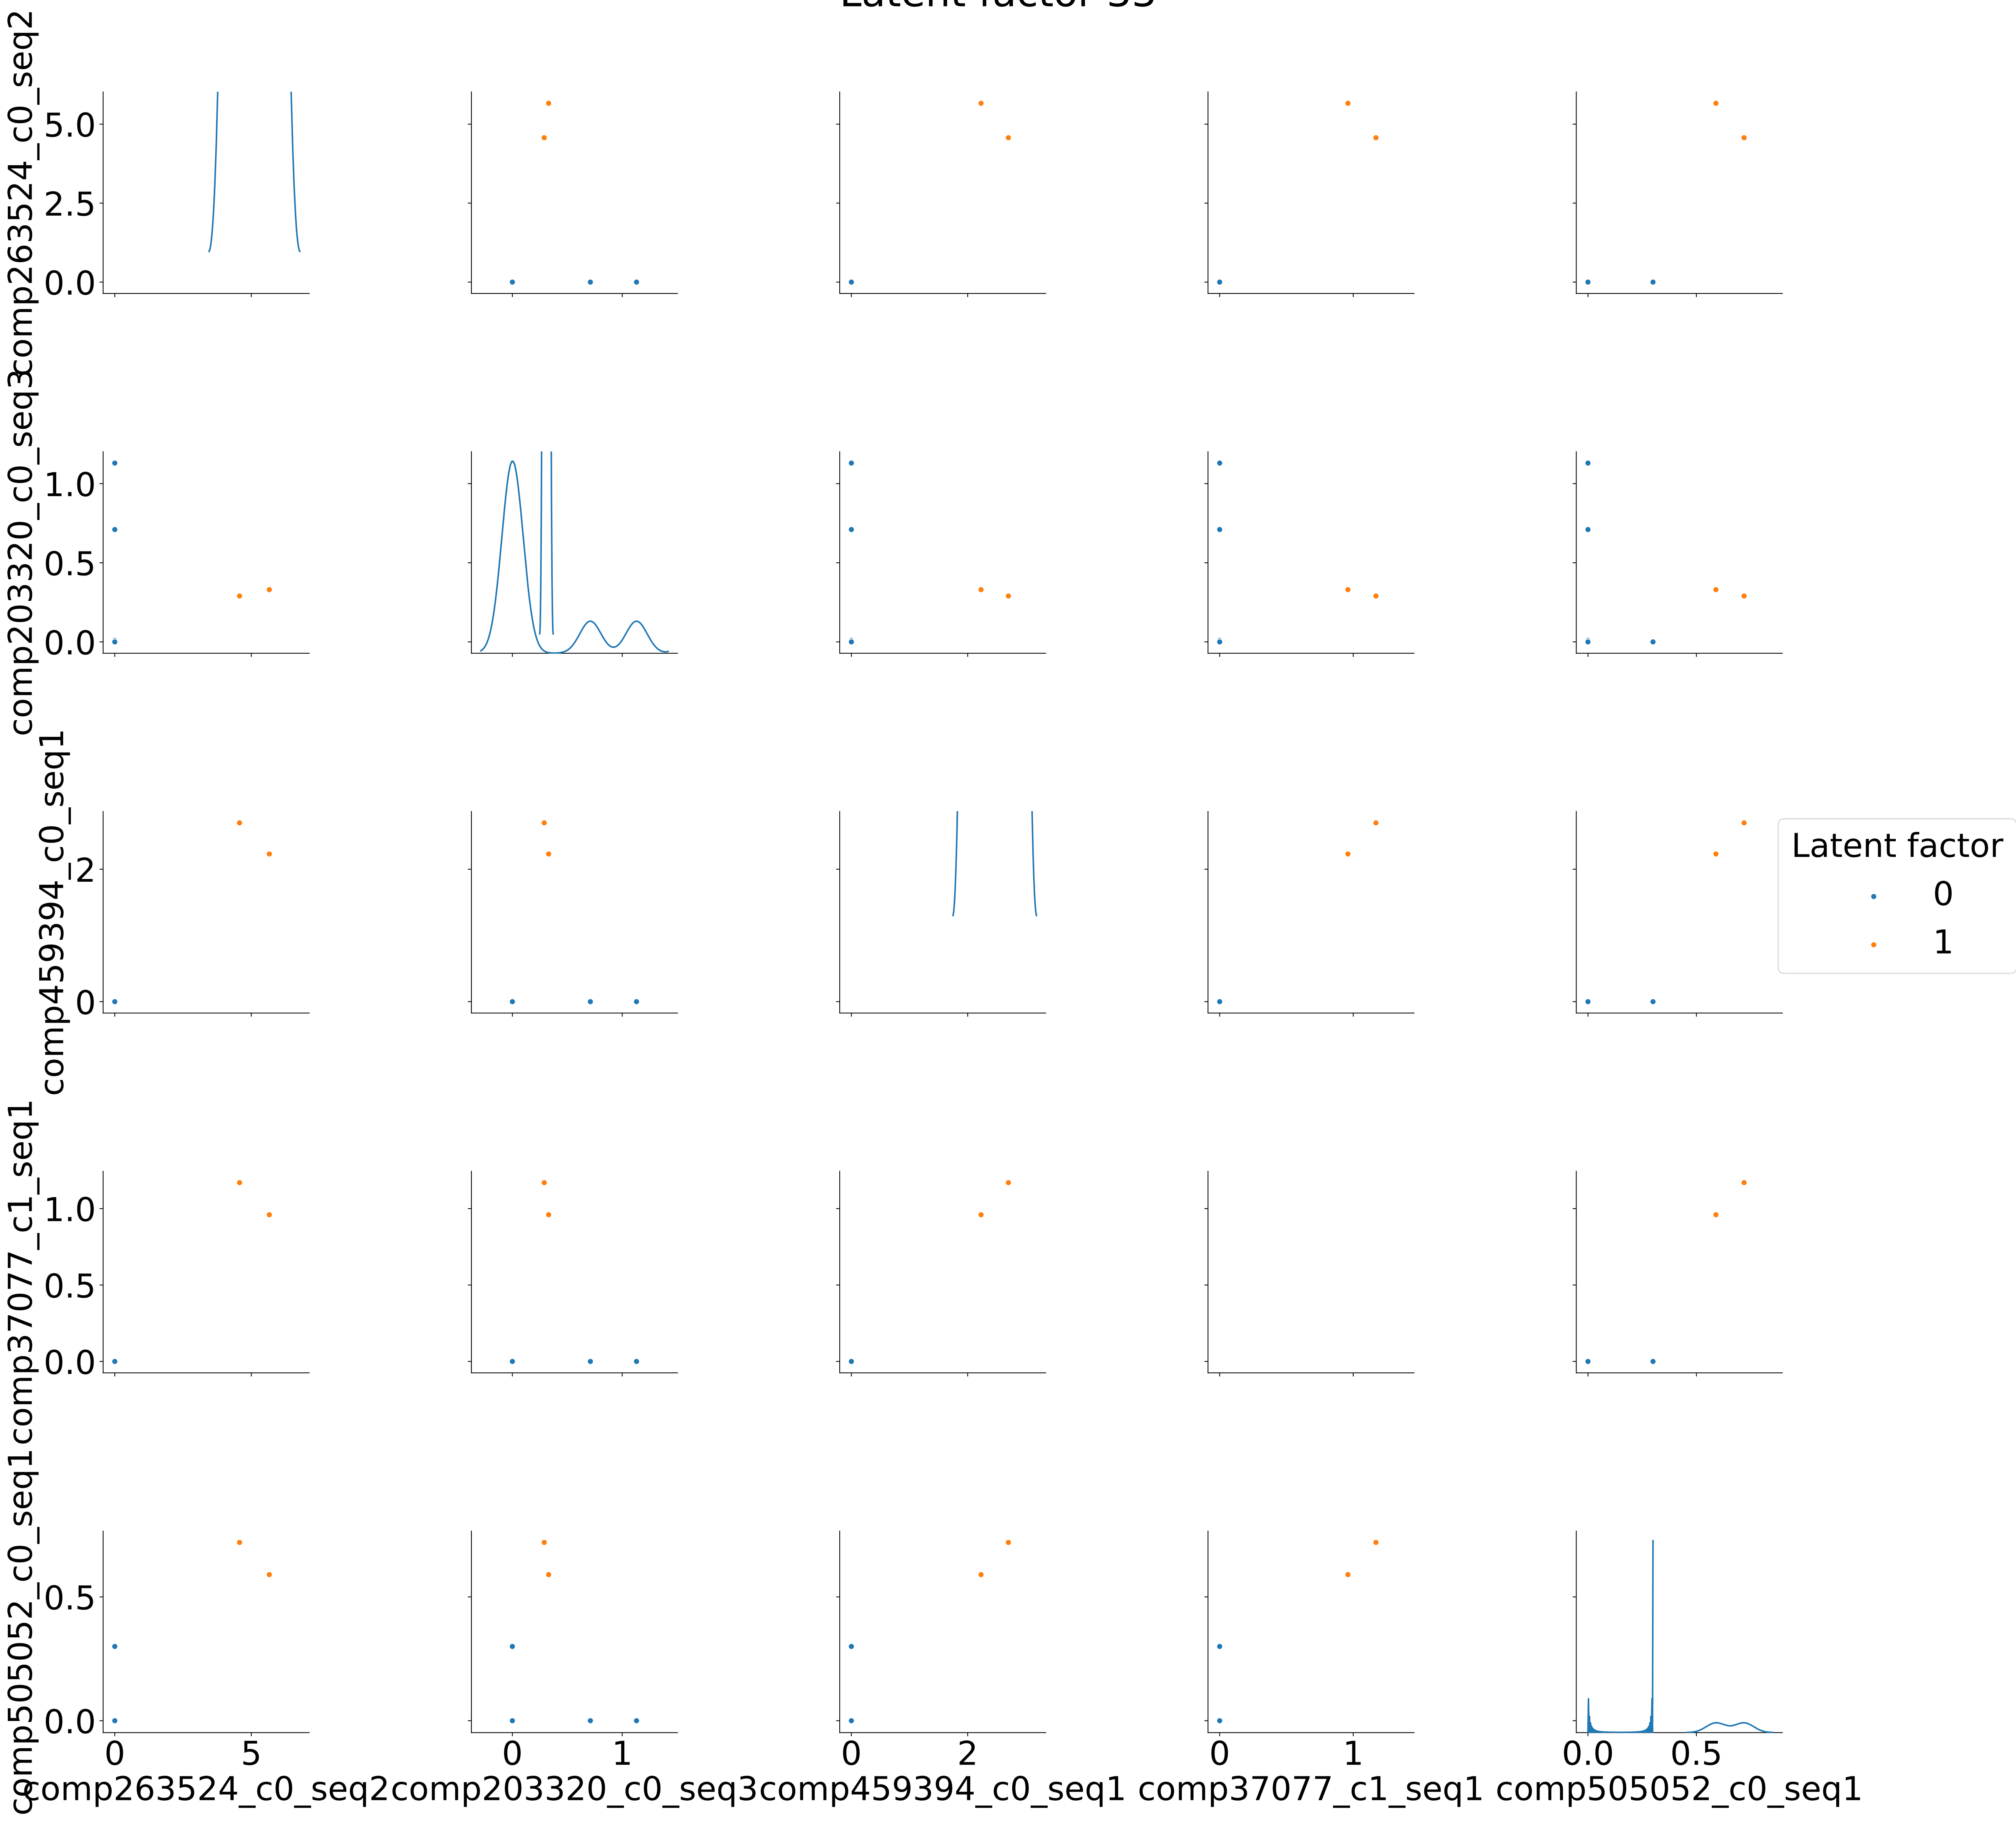 Latent factor
comp263524_c0_seq2
5.0
2.5
0.0
comp203320_c0_seq3
1.0
0.5
0.0
comp459394_c0_seq1
2
0
Latent factor
0
1
comp37077_c1_seq1
1.0
0.5
0.0
comp505052_c0_seq1
0.5
0.0
0 5 0 1 0 2 0 1 0.0 0.5
comp263524_c0_seq2 comp203320_c0_seq3 comp459394_c0_seq1 comp37077_c1_seq1 comp505052_c0_seq1